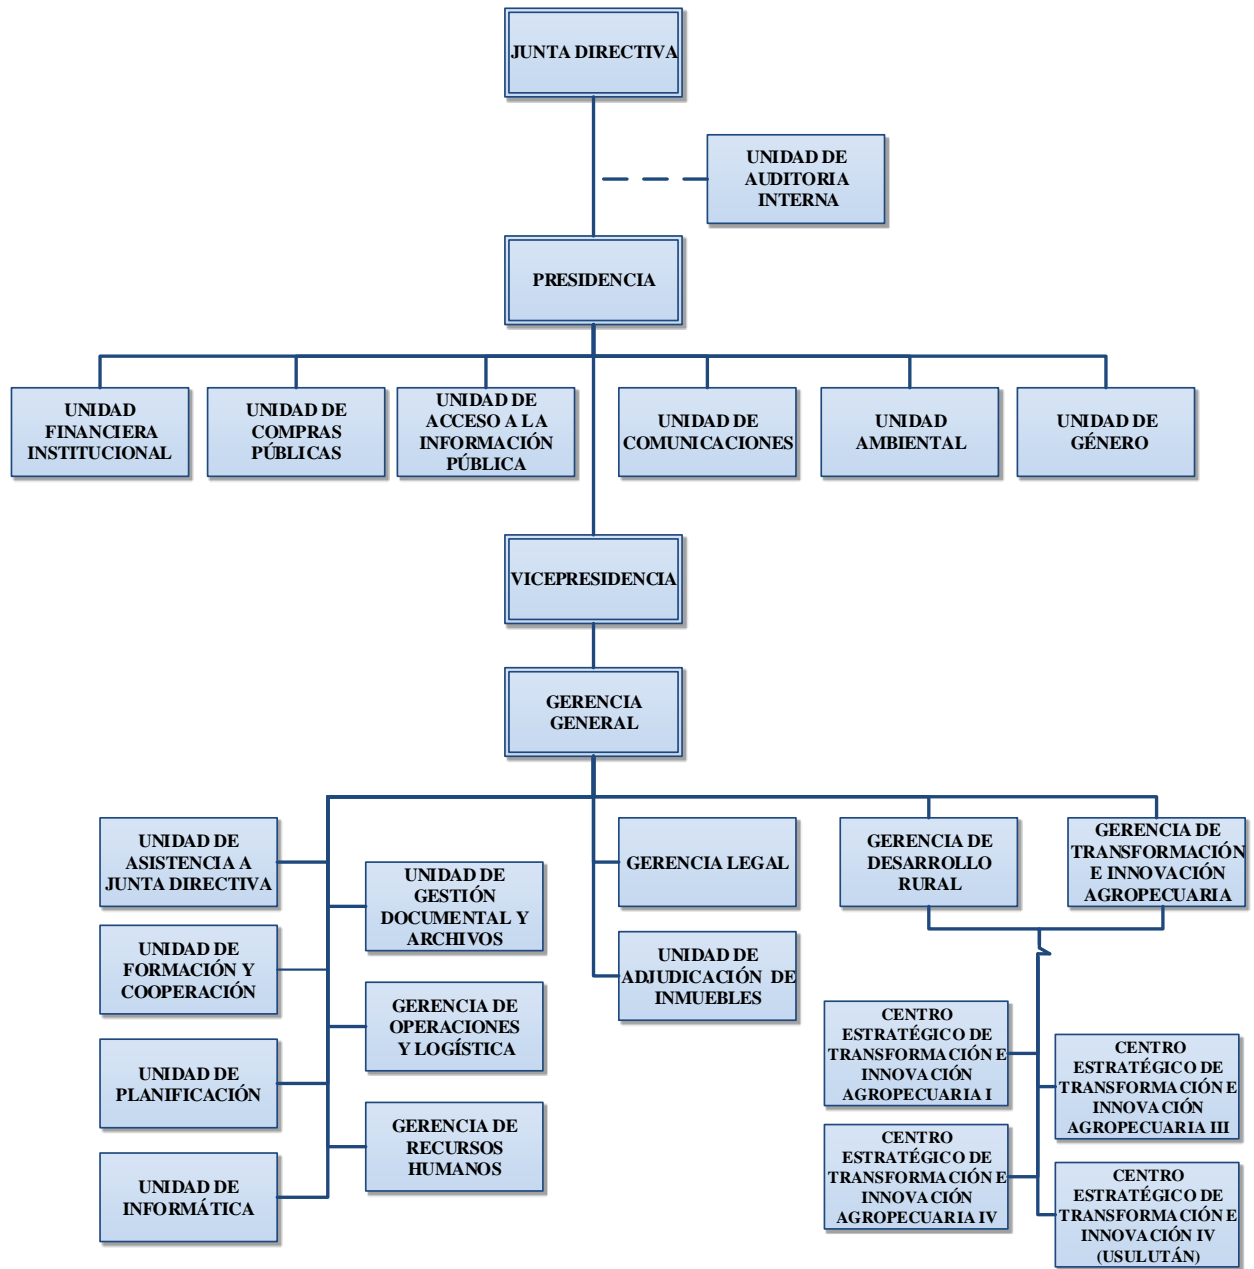 JUNTA DIRECTIVA
UNIDAD DE
AUDITORIA
INTERNA
PRESIDENCIA
UNIDAD
FINANCIERA
INSTITUCIONAL
UNIDAD DE
COMPRAS
PÚBLICAS
UNIDAD DE
ACCESO A LA
INFORMACIÓN
PÚBLICA
UNIDAD DE
COMUNICACIONES
UNIDAD
AMBIENTAL
UNIDAD DE
GÉNERO
VICEPRESIDENCIA
GERENCIA
GENERAL
UNIDAD DE
ASISTENCIA A
JUNTA DIRECTIVA
UNIDAD DE
FORMACIÓN Y
COOPERACIÓN
UNIDAD DE
PLANIFICACIÓN
UNIDAD DE
INFORMÁTICA
UNIDAD DE
GESTIÓN
DOCUMENTAL Y
ARCHIVOS
GERENCIA DE
OPERACIONES
Y LOGÍSTICA
GERENCIA DE
RECURSOS
HUMANOS
GERENCIA LEGAL
UNIDAD DE
ADJUDICACIÓN DE
INMUEBLES
GERENCIA DE
DESARROLLO
RURAL
GERENCIA DE
TRANSFORMACIÓN
E INNOVACIÓN
AGROPECUARIA
CENTRO
ESTRATÉGICO DE
TRANSFORMACIÓN E
INNOVACIÓN
AGROPECUARIA I
CENTRO
ESTRATÉGICO DE
TRANSFORMACIÓN E
INNOVACIÓN
AGROPECUARIA III
CENTRO
ESTRATÉGICO DE
TRANSFORMACIÓN E
INNOVACIÓN
AGROPECUARIA IV
CENTRO
ESTRATÉGICO DE
TRANSFORMACIÓN E
INNOVACIÓN IV
(USULUTÁN)